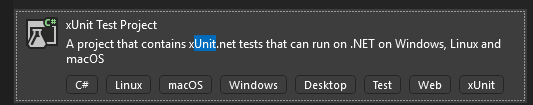 C#
xUnit Test Project
A project that contains xUnit.net tests that can run on .NET on Windows, Linux and
macOS
C# Linux macOS Windows Desktop Test Web xUnit